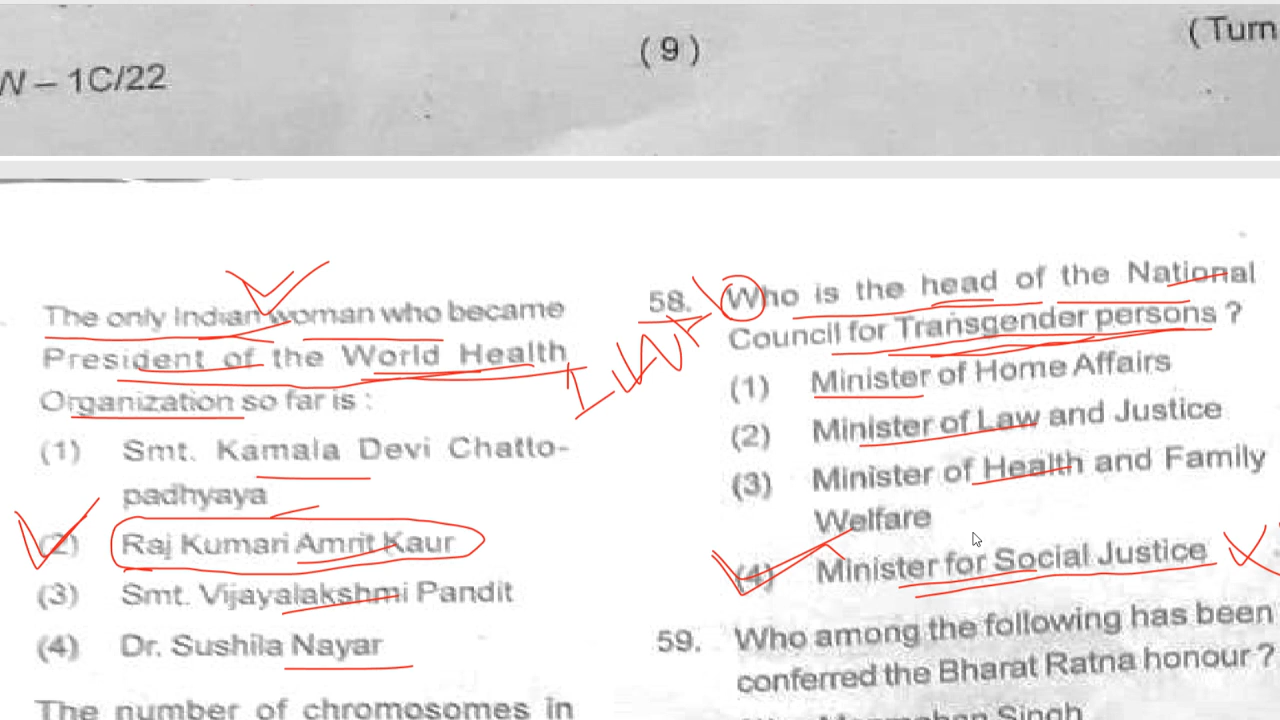 (Turn
(9)
N – 1C/22
The only Indian woman who became
President of the World Health
Organization so far is :
(1) Smt. Kamala Devi Chatto-
padhyaya
(2) Raj Kumari Amrit Kaur
(3) Smt. Vijayalakshmi Pandit
(4) Dr. Sushila Nayar
The number of chromosomes in
58. Who is the head of the National
Council for Transgender persons ?
(1) Minister of Home Affairs
(2) Minister of Law and Justice
(3) Minister of Health and Family
Welfare
(4) Minister for Social Justice
59. Who among the following has been
conferred the Bharat Ratna honour ?
Manmohan Singh